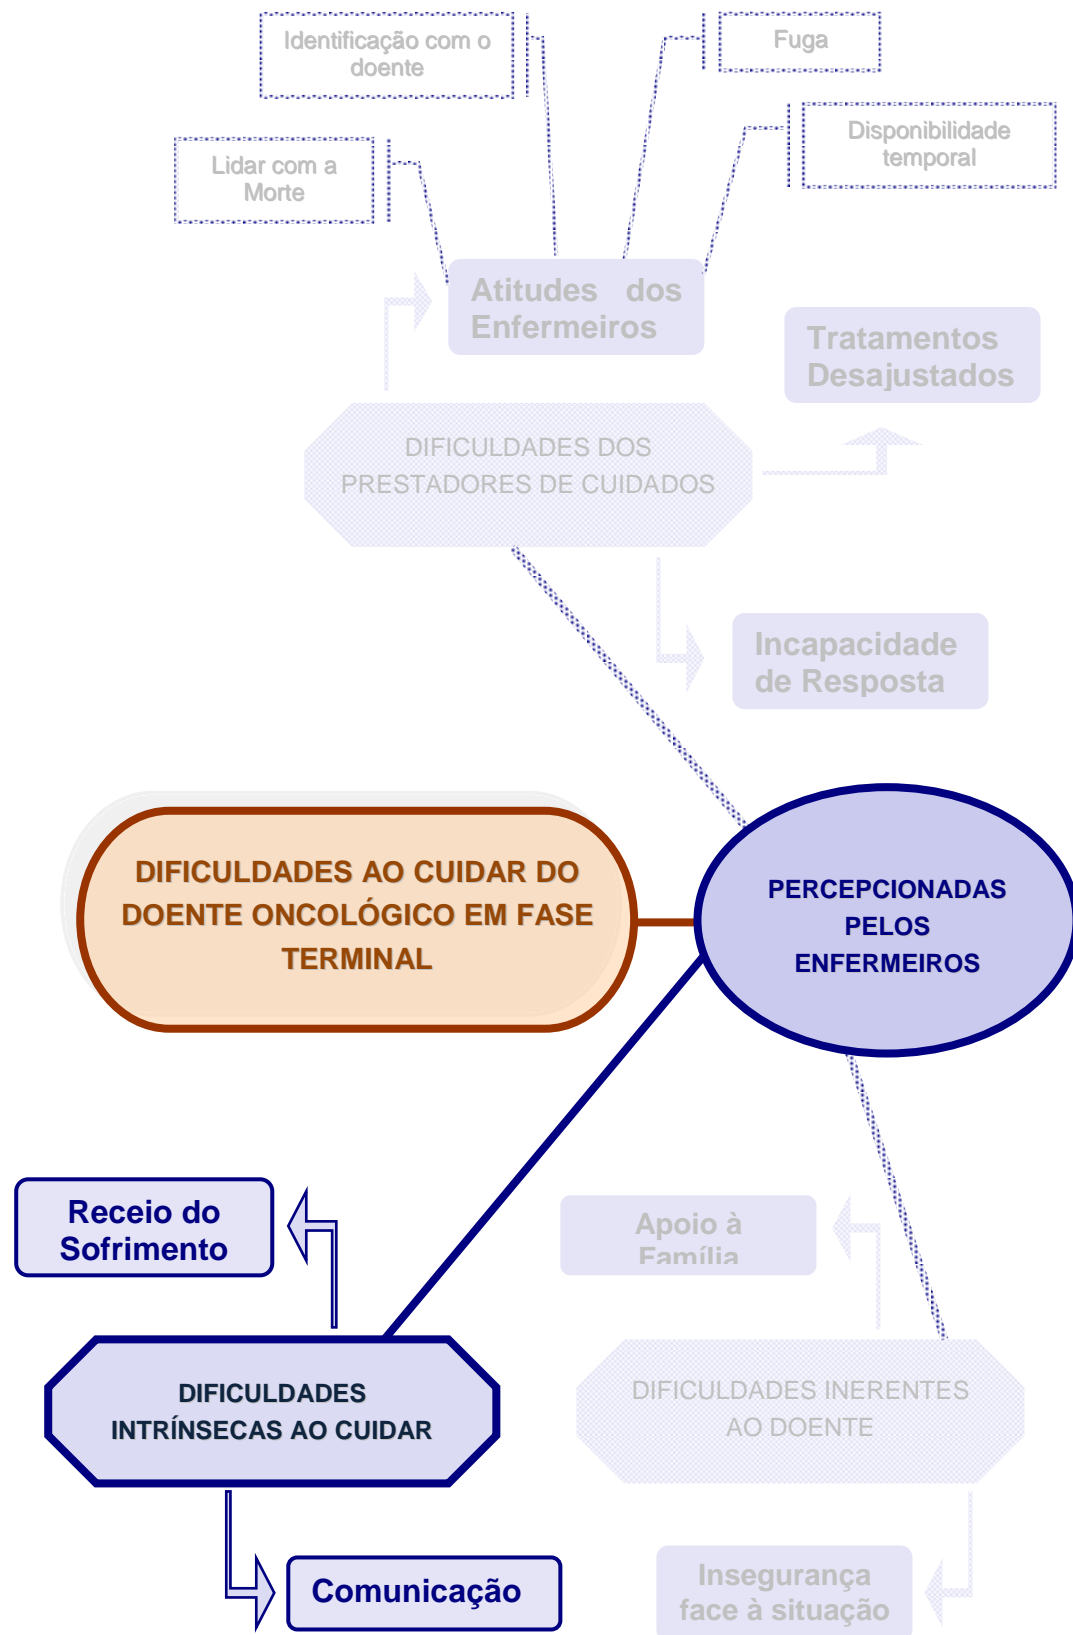 Identificação com o
doente
Fuga
Lidar com a
Morte
Disponibilidade
temporal
Atitudes dos
Enfermeiros
Tratamentos
Desajustados
DIFICULDADES DOS
PRESTADORES DE CUIDADOS
Incapacidade
de Resposta
DIFICULDADES AO CUIDAR DO
DOENTE ONCOLÓGICO EM FASE
TERMINAL
PERCEPCIONADAS
PELOS
ENFERMEIROS
Receio do
Sofrimento
Apoio à
Família
DIFICULDADES
INTRÍNSECAS AO CUIDAR
DIFICULDADES INERENTES
AO DOENTE
Comunicação
Insegurança
face à situação